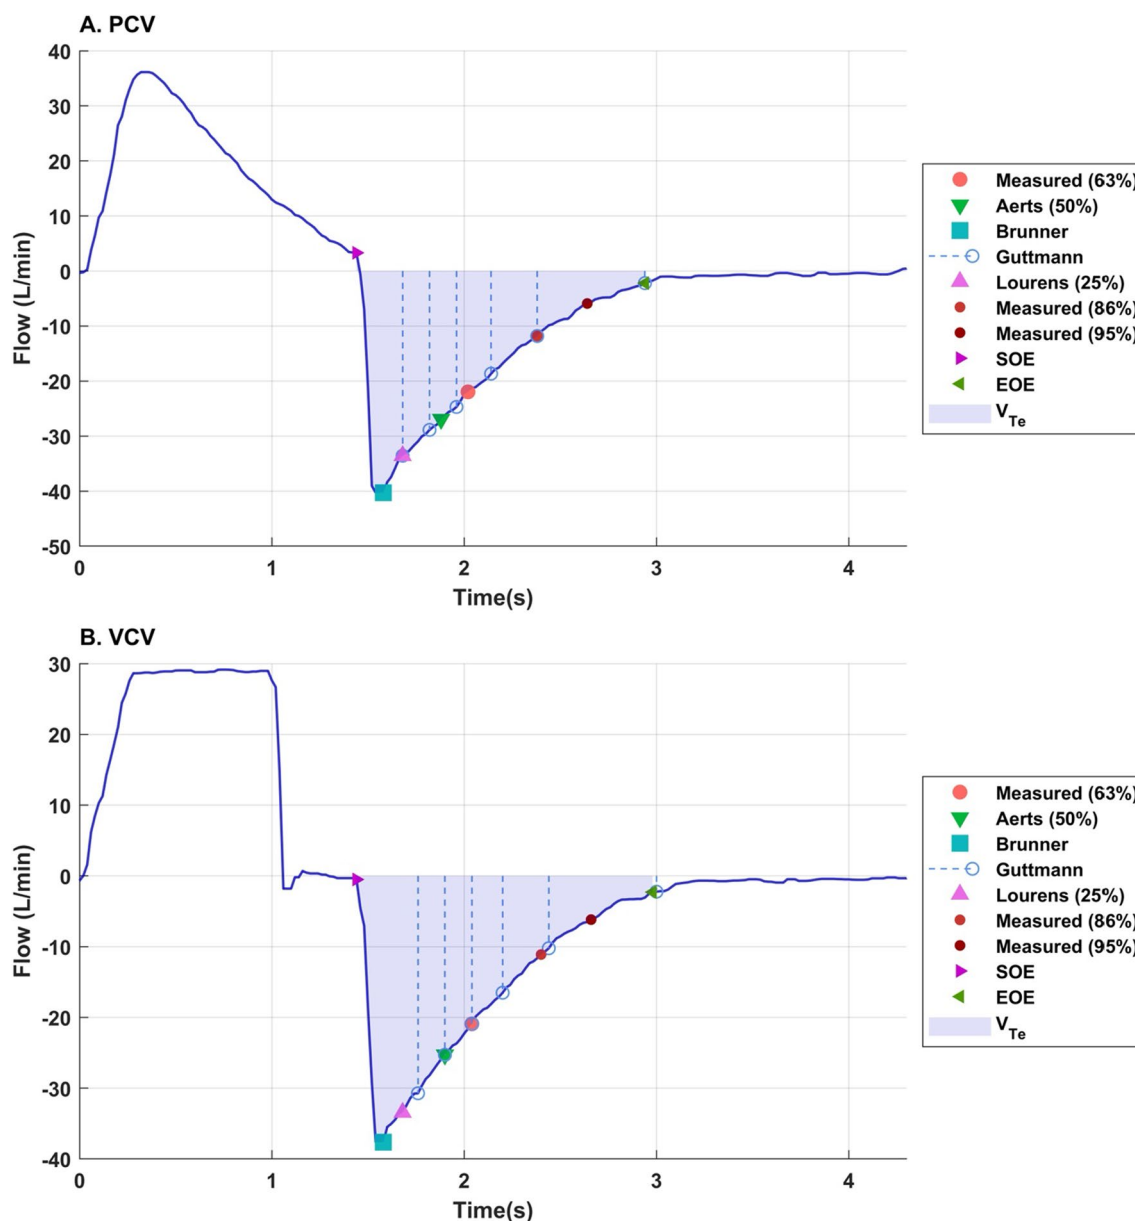 A. PCV
40
30
20
10
0
-10
-20
-30
-40
-50
Flow (L/min)
0 1 2 3 4
Time(s)
Measured (63%)
Aerts (50%)
Brunner
Guttmann
Lourens (25%)
Measured (86%)
Measured (95%)
SOE
EOE
VTe
B. VCV
30
20
10
0
-10
-20
-30
-40
Flow (L/min)
0 1 2 3 4
Time(s)
Measured (63%)
Aerts (50%)
Brunner
Guttmann
Lourens (25%)
Measured (86%)
Measured (95%)
SOE
EOE
VTe